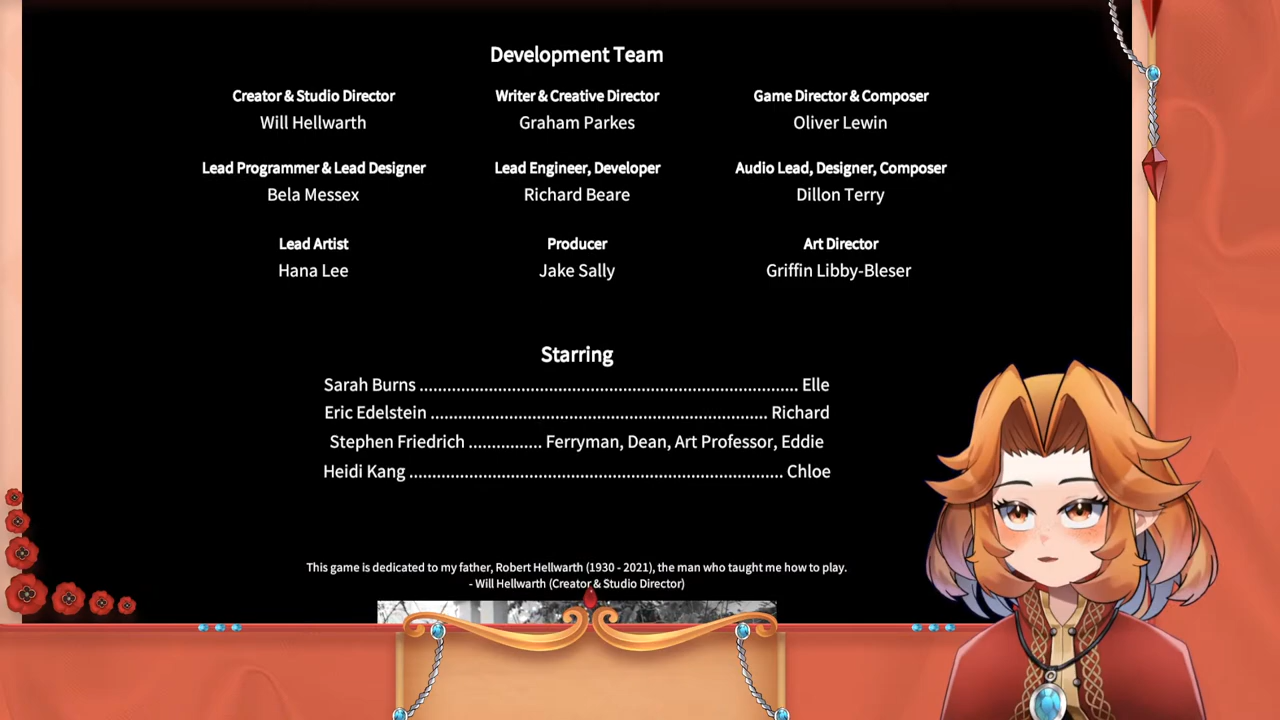 Development Team
Creator & Studio Director
Will Hellwarth
Writer & Creative Director
Graham Parkes
Game Director & Composer
Oliver Lewin
Lead Programmer & Lead Designer
Bela Messex
Lead Engineer, Developer
Richard Beare
Audio Lead, Designer, Composer
Dillon Terry
Lead Artist
Hana Lee
Producer
Jake Sally
Art Director
Griffin Libby-Bleser
Starring
Sarah Burns .................................................................................. Elle
Eric Edelstein ......................................................................... Richard
Stephen Friedrich ................ Ferryman, Dean, Art Professor, Eddie
Heidi Kang ................................................................................. Chloe
This game is dedicated to my father, Robert Hellwarth (1930 - 2021), the man who taught me how to play.
- Will Hellwarth (Creator & Studio Director)